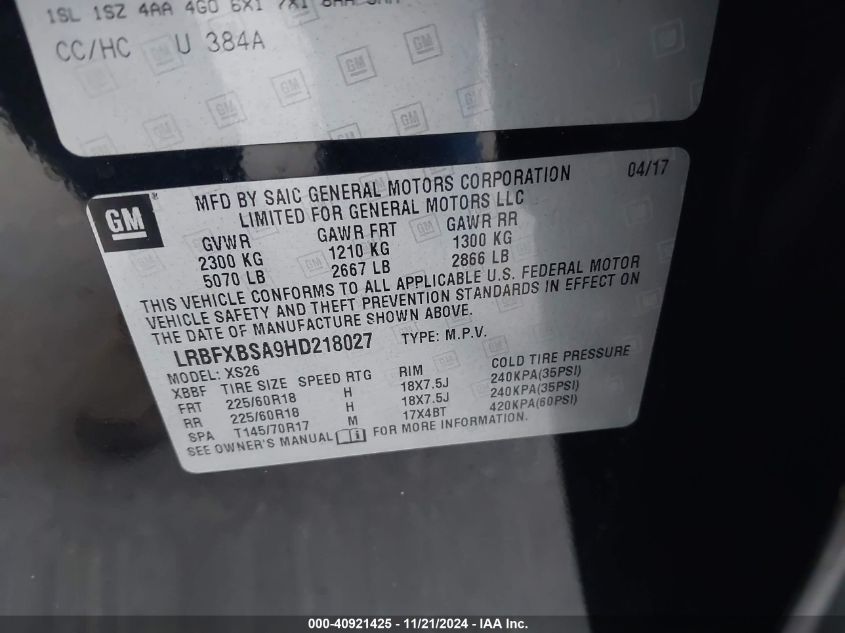 1SL 1SZ 4AA 4G0 6X1 7X1 8AA
CC/HC U 384A
GM
GM ®
MFD BY SAIC GENERAL MOTORS CORPORATION 04/17
LIMITED FOR GENERAL MOTORS LLC
GVWR GAWR FRT GAWR RR
2300 KG 1210 KG 1300 KG
5070 LB 2667 LB 2866 LB
THIS VEHICLE CONFORMS TO ALL APPLICABLE U.S. FEDERAL MOTOR
VEHICLE SAFETY AND THEFT PREVENTION STANDARDS IN EFFECT ON
THE DATE OF MANUFACTURE SHOWN ABOVE.
LRBFXBSA9HD218027 TYPE: M.P.V.
MODEL: XS26
XBBF TIRE SIZE SPEED RTG RIM COLD TIRE PRESSURE
FRT 225/60R18 H 18X7.5J 240KPA(35PSI)
RR 225/60R18 H 18X7.5J 240KPA(35PSI)
SPA T145/70R17 M 17X4BT 420KPA(60PSI)
SEE OWNER'S MANUAL FOR MORE INFORMATION.
000-40921425 - 11/21/2024 - IAA Inc.